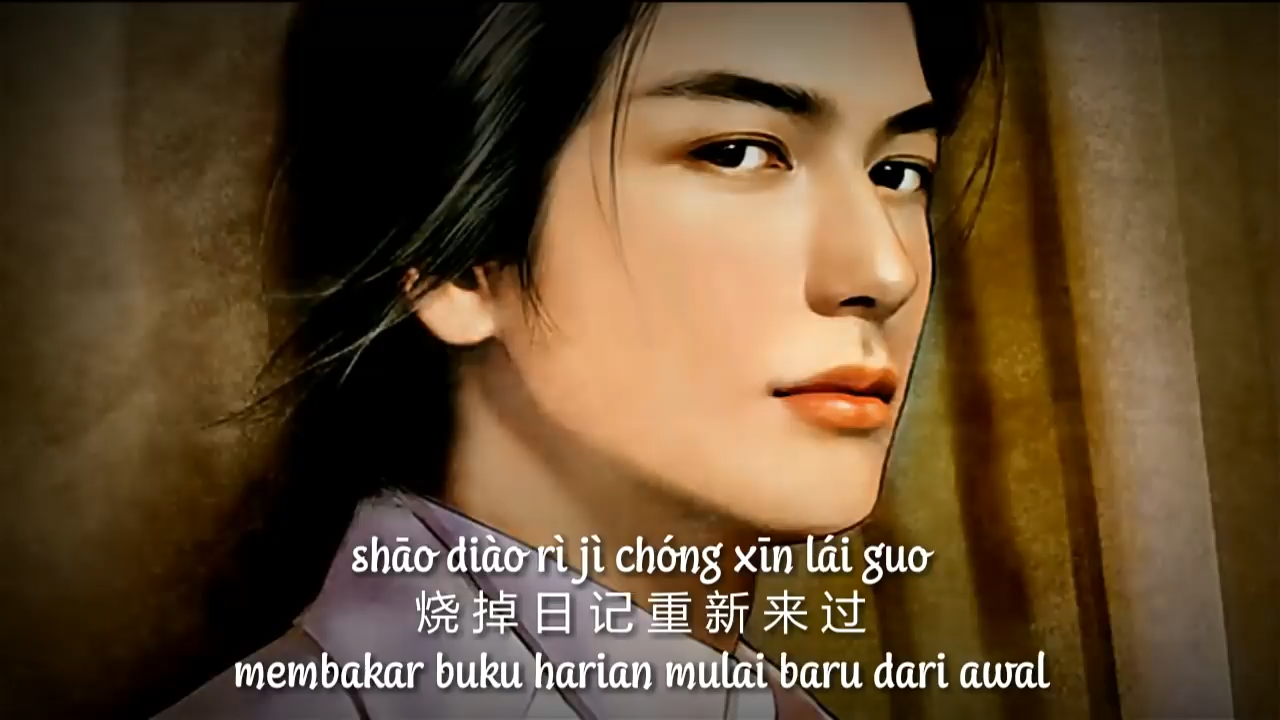 shāo diào rì jì chóng xīn lái guo
烧掉日记重新来过
membakar buku harian mulai baru dari awal